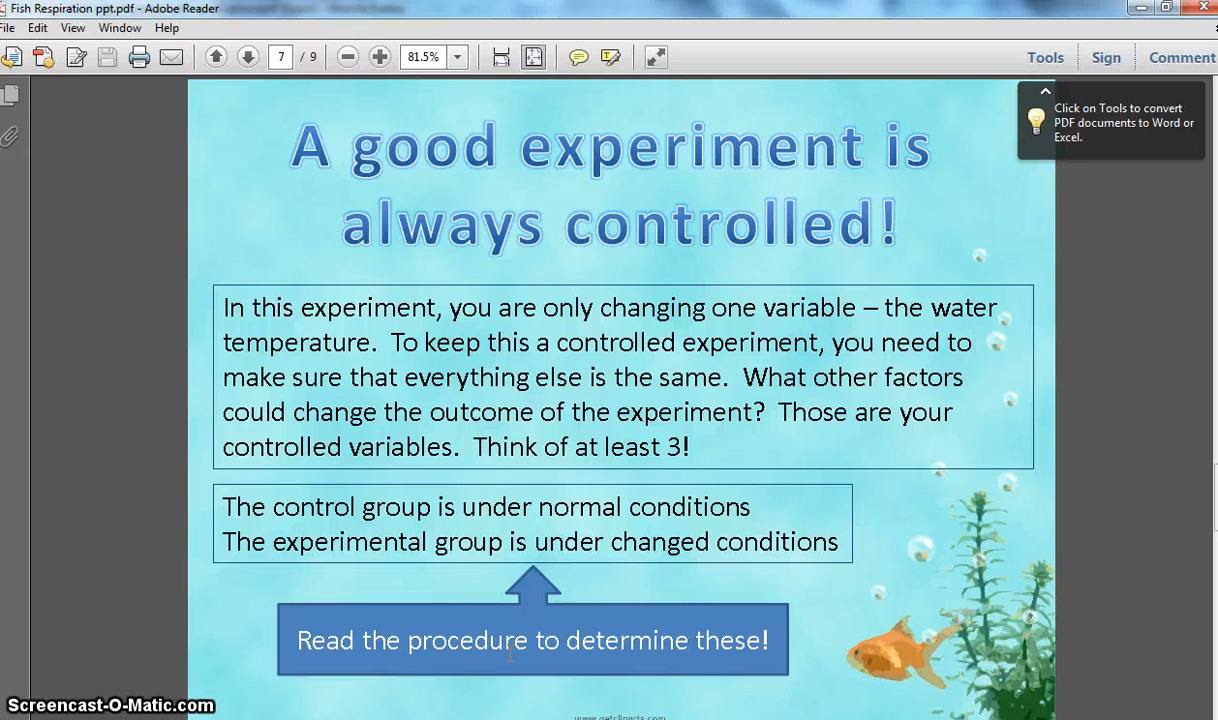 Fish Respiration ppt.pdf - Adobe Reader
File Edit View Window Help
7 / 9 81.5% Tools Sign Comment
Click on Tools to convert
PDF documents to Word or
Excel.
A good experiment is
always controlled!
In this experiment, you are only changing one variable – the water
temperature. To keep this a controlled experiment, you need to
make sure that everything else is the same. What other factors
could change the outcome of the experiment? Those are your
controlled variables. Think of at least 3!
The control group is under normal conditions
The experimental group is under changed conditions
Read the procedure to determine these!
Screencast-O-Matic.com
www.getcliparts.com